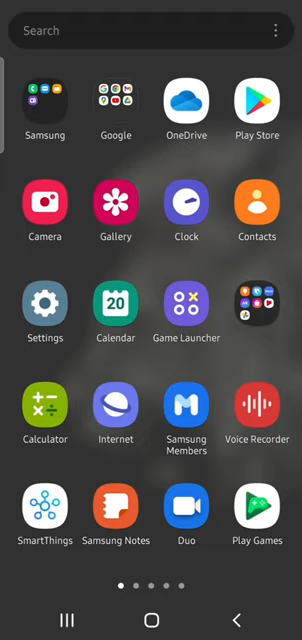 Search
Samsung
Google
OneDrive
Play Store
Camera
Gallery
Clock
Contacts
Settings
20
Calendar
Game Launcher
Calculator
Internet
Samsung
Members
Voice Recorder
SmartThings
Samsung Notes
Duo
Play Games